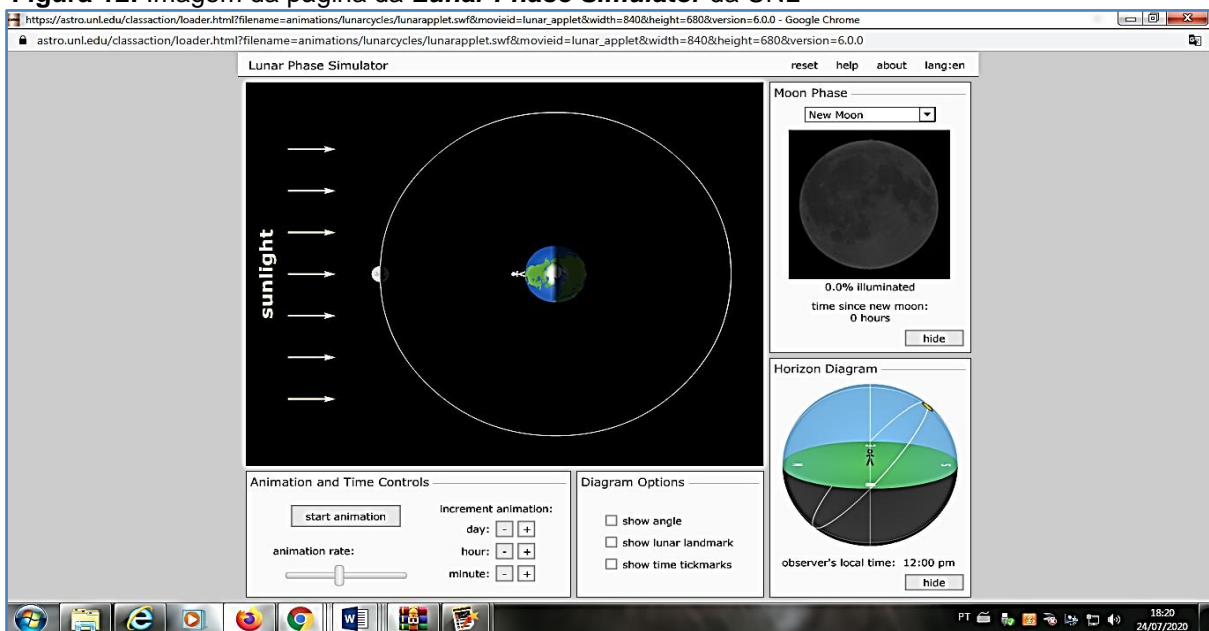 Figura 12: Imagem da página da Lunar Phase Simulator da UNL
https://astro.unl.edu/classaction/loader.html?filename=animations/lunarcycles/lunarapplet.swf&movieid=lunar_applet&width=840&height=680&version=6.0.0 - Google Chrome
astro.unl.edu/classaction/loader.html?filename=animations/lunarcycles/lunarapplet.swf&movieid=lunar_applet&width=840&height=680&version=6.0.0
Lunar Phase Simulator
reset help about lang:en
sunlight
Moon Phase
New Moon
0.0% illuminated
time since new moon:
0 hours
hide
Horizon Diagram
observer's local time: 12:00 pm
hide
Animation and Time Controls
start animation
animation rate:
increment animation:
day: - +
hour: - +
minute: - +
Diagram Options
show angle
show lunar landmark
show time tickmarks
PT
18:20
24/07/2020